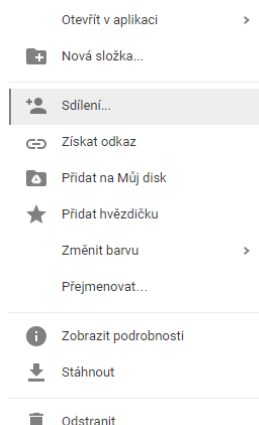 Otevřít v aplikaci
Nová složka...
Sdílení...
Získat odkaz
Přidat na Můj disk
Přidat hvězdičku
Změnit barvu
Přejmenovat...
Zobrazit podrobnosti
Stáhnout
Odstranit